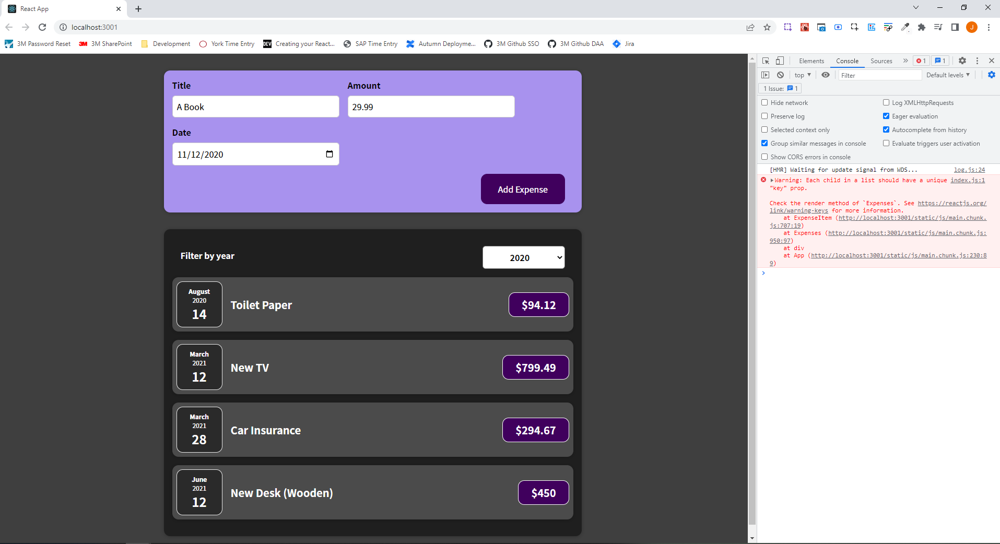 React App
localhost:3001
J
3M Password Reset
3M 3M SharePoint
Development
York Time Entry
DEV Creating your React...
SAP Time Entry
Autumn Deployme...
3M Github SSO
3M Github DAA
Jira
Title
Amount
A Book
29.99
Date
11/12/2020
Add Expense
Filter by year
2020
August
2020
14
Toilet Paper
$94.12
March
2021
12
New TV
$799.49
March
2021
28
Car Insurance
$294.67
June
2021
12
New Desk (Wooden)
$450
Elements
Console
Sources
1
1
top
Filter
Default levels
1 Issue: 1
Hide network
Log XMLHttpRequests
Preserve log
Eager evaluation
Selected context only
Autocomplete from history
Group similar messages in console
Evaluate triggers user activation
Show CORS errors in console
[HMR] Waiting for update signal from WDS... log.js:24
Warning: Each child in a list should have a unique index.js:1
"key" prop.
Check the render method of `Expenses`. See https://reactjs.org/
link/warning-keys for more information.
at ExpenseItem (http://localhost:3001/static/js/main.chunk.
js:707:19)
at Expenses (http://localhost:3001/static/js/main.chunk.js:
950:97)
at div
at App (http://localhost:3001/static/js/main.chunk.js:230:8
9)